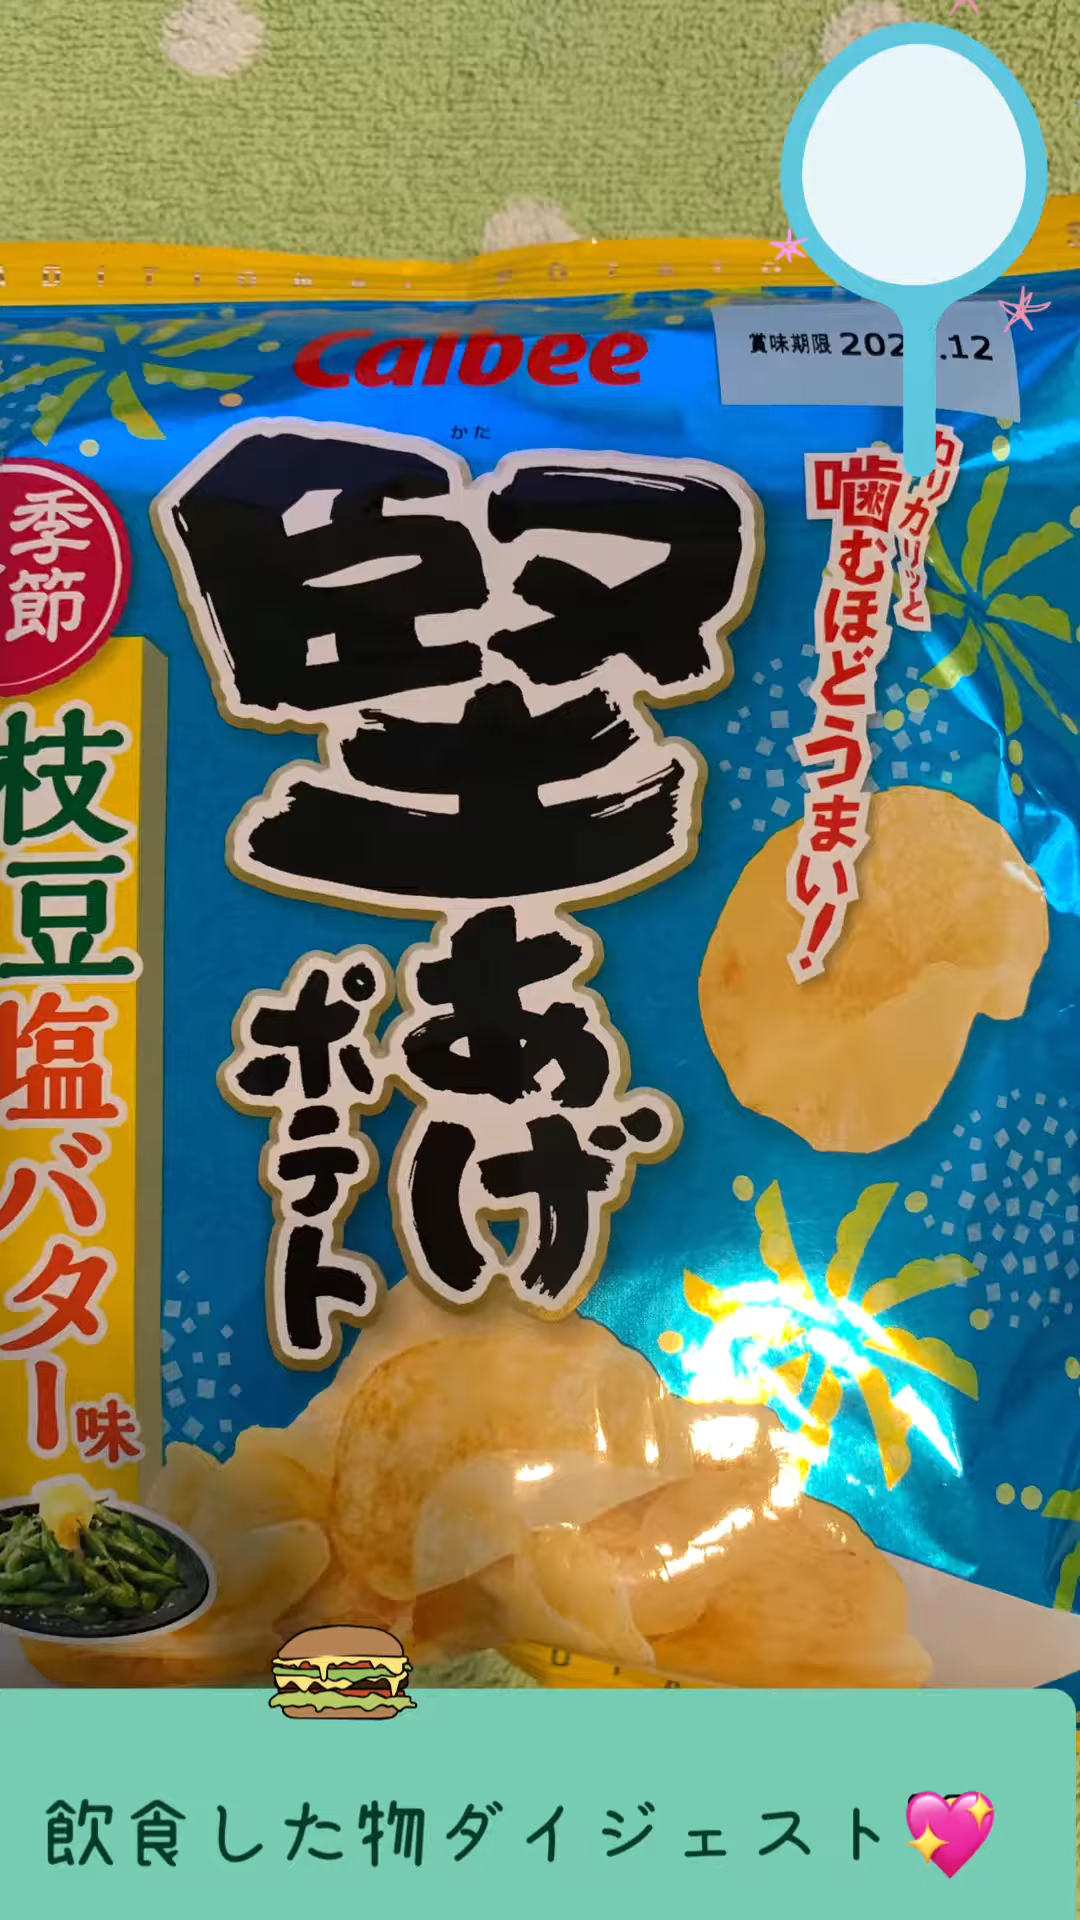 Calbee
賞味期限 202 .12
かた
堅
あげ
ポテト
季節
枝豆塩バター味
カリカリッと
噛むほどうまい!
飲食した物ダイジェスト💖